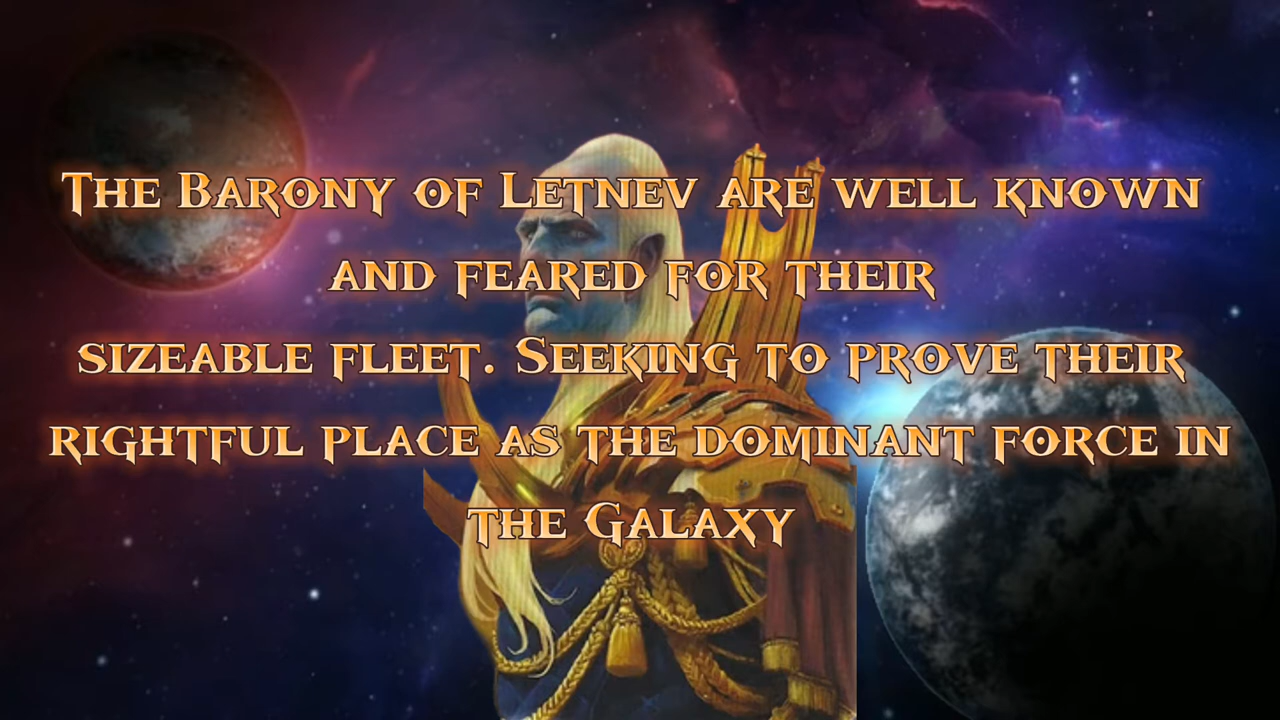 The Barony of Letnev are well known
and feared for their
sizeable fleet. Seeking to prove their
rightful place as the dominant force in
the Galaxy